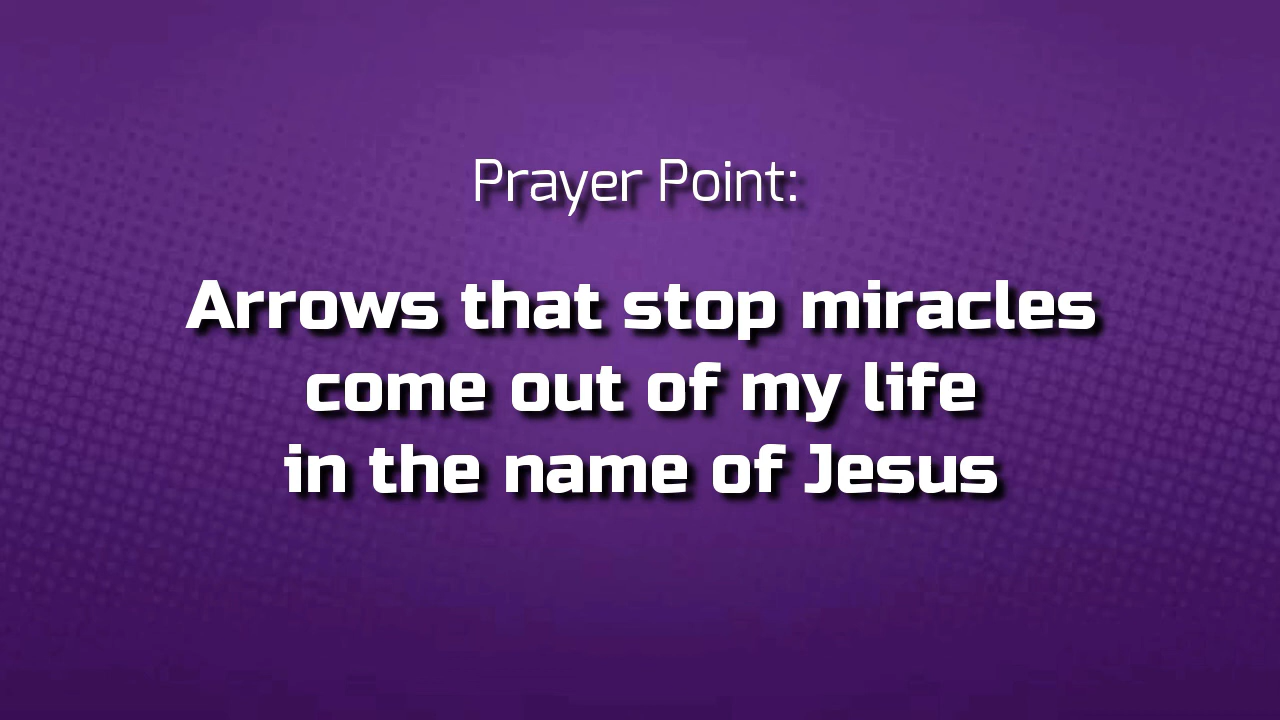 Prayer Point:
Arrows that stop miracles
come out of my life
in the name of Jesus